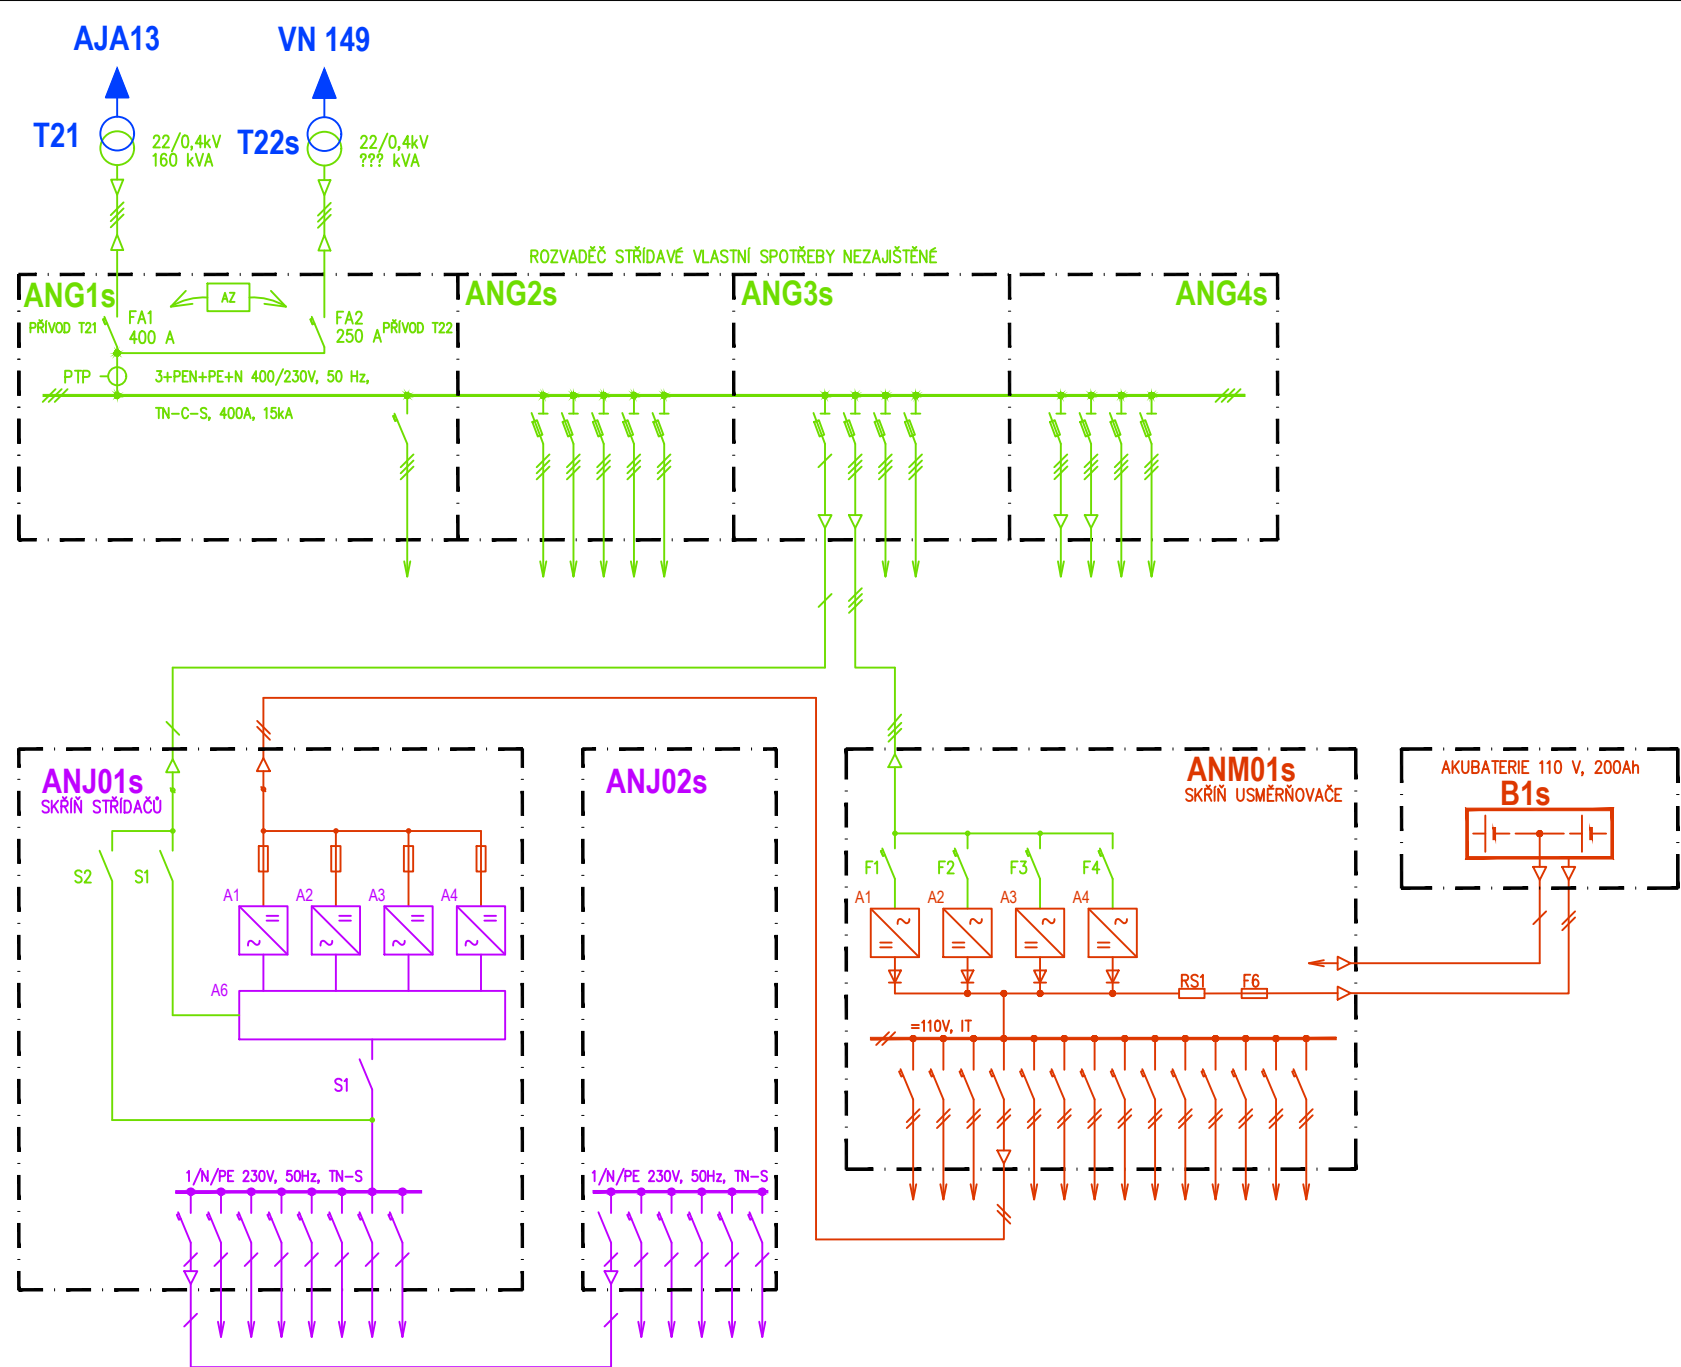 AJA13
VN 149
T21
22/0,4kV
160 kVA
T22s
22/0,4kV
??? kVA
ROZVADĚČ STŘÍDAVÉ VLASTNÍ SPOTŘEBY NEZAJIŠTĚNÉ
ANG1s
AZ
ANG2s
ANG3s
ANG4s
PŘÍVOD T21
FA1
400 A
FA2
250 A
PŘÍVOD T22
PTP
3+PEN+PE+N 400/230V, 50 Hz,
TN-C-S, 400A, 15kA
ANJ01s
SKŘÍŇ STŘÍDAČŮ
ANJ02s
ANM01s
SKŘÍŇ USMĚRŇOVAČE
AKUBATERIE 110 V, 200Ah
B1s
S2
S1
A1
A2
A3
A4
A6
S1
F1
F2
F3
F4
A1
A2
A3
A4
RS1
F6
=110V, IT
1/N/PE 230V, 50Hz, TN-S
1/N/PE 230V, 50Hz, TN-S